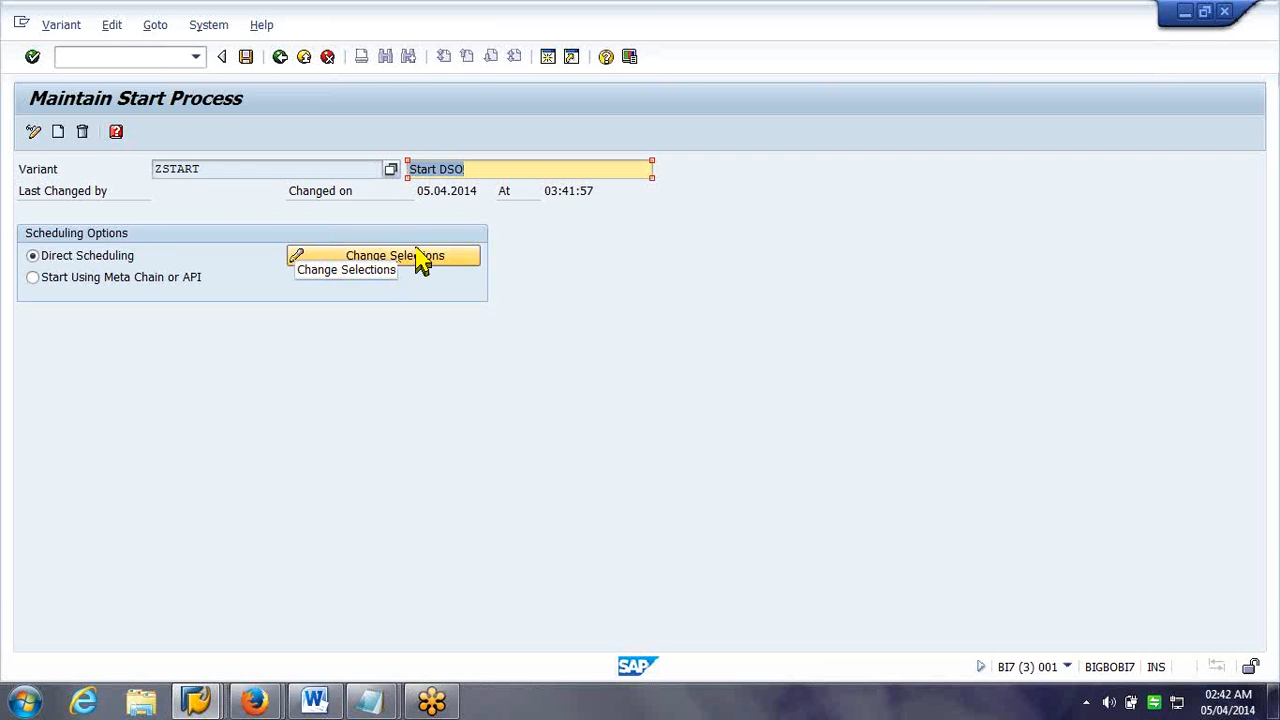 Variant Edit Goto System Help
Maintain Start Process
Variant ZSTART Start DSO
Last Changed by Changed on 05.04.2014 At 03:41:57
Scheduling Options
Direct Scheduling Change Selections
Change Selections
Start Using Meta Chain or API
SAP BI7 (3) 001 BIGBOBI7 INS
02:42 AM
05/04/2014